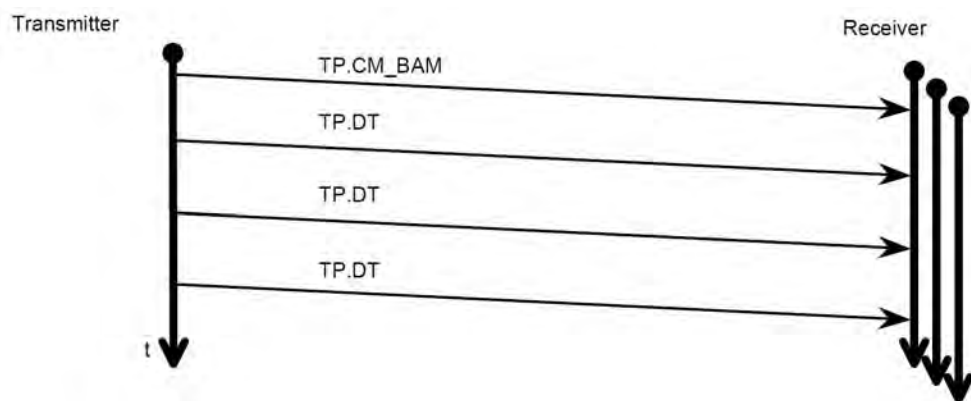 Transmitter
Receiver
TP.CM_BAM
TP.DT
TP.DT
TP.DT
t